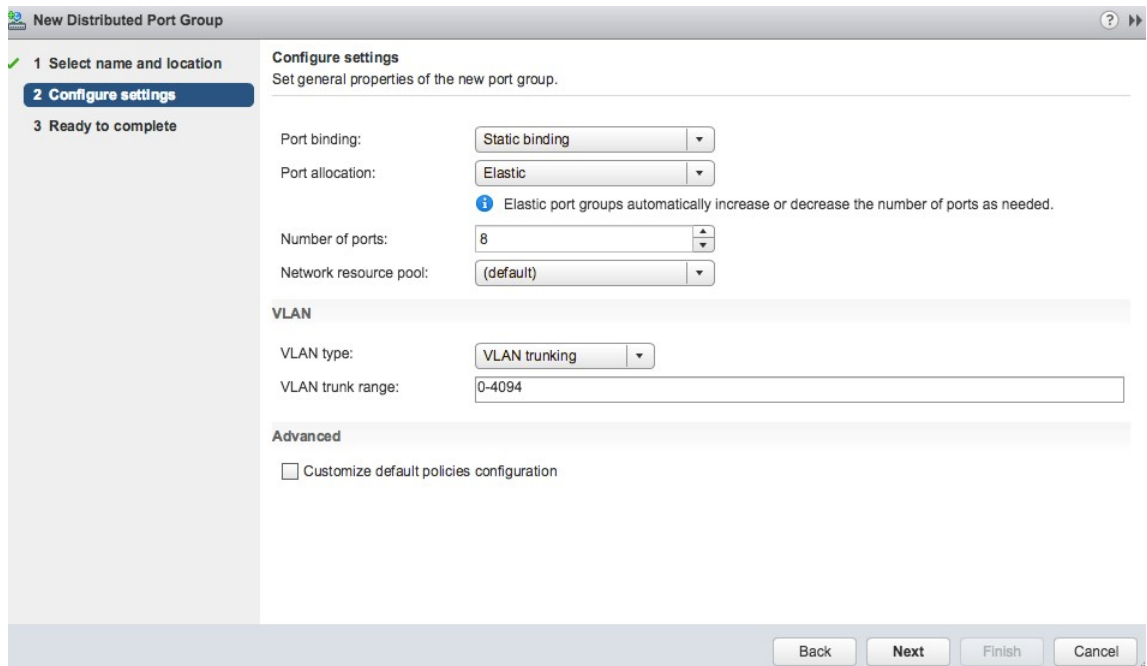 New Distributed Port Group
1 Select name and location
2 Configure settings
3 Ready to complete
Configure settings
Set general properties of the new port group.
Port binding: Static binding
Port allocation: Elastic
Elastic port groups automatically increase or decrease the number of ports as needed.
Number of ports: 8
Network resource pool: (default)
VLAN
VLAN type: VLAN trunking
VLAN trunk range: 0-4094
Advanced
Customize default policies configuration
Back Next Finish Cancel